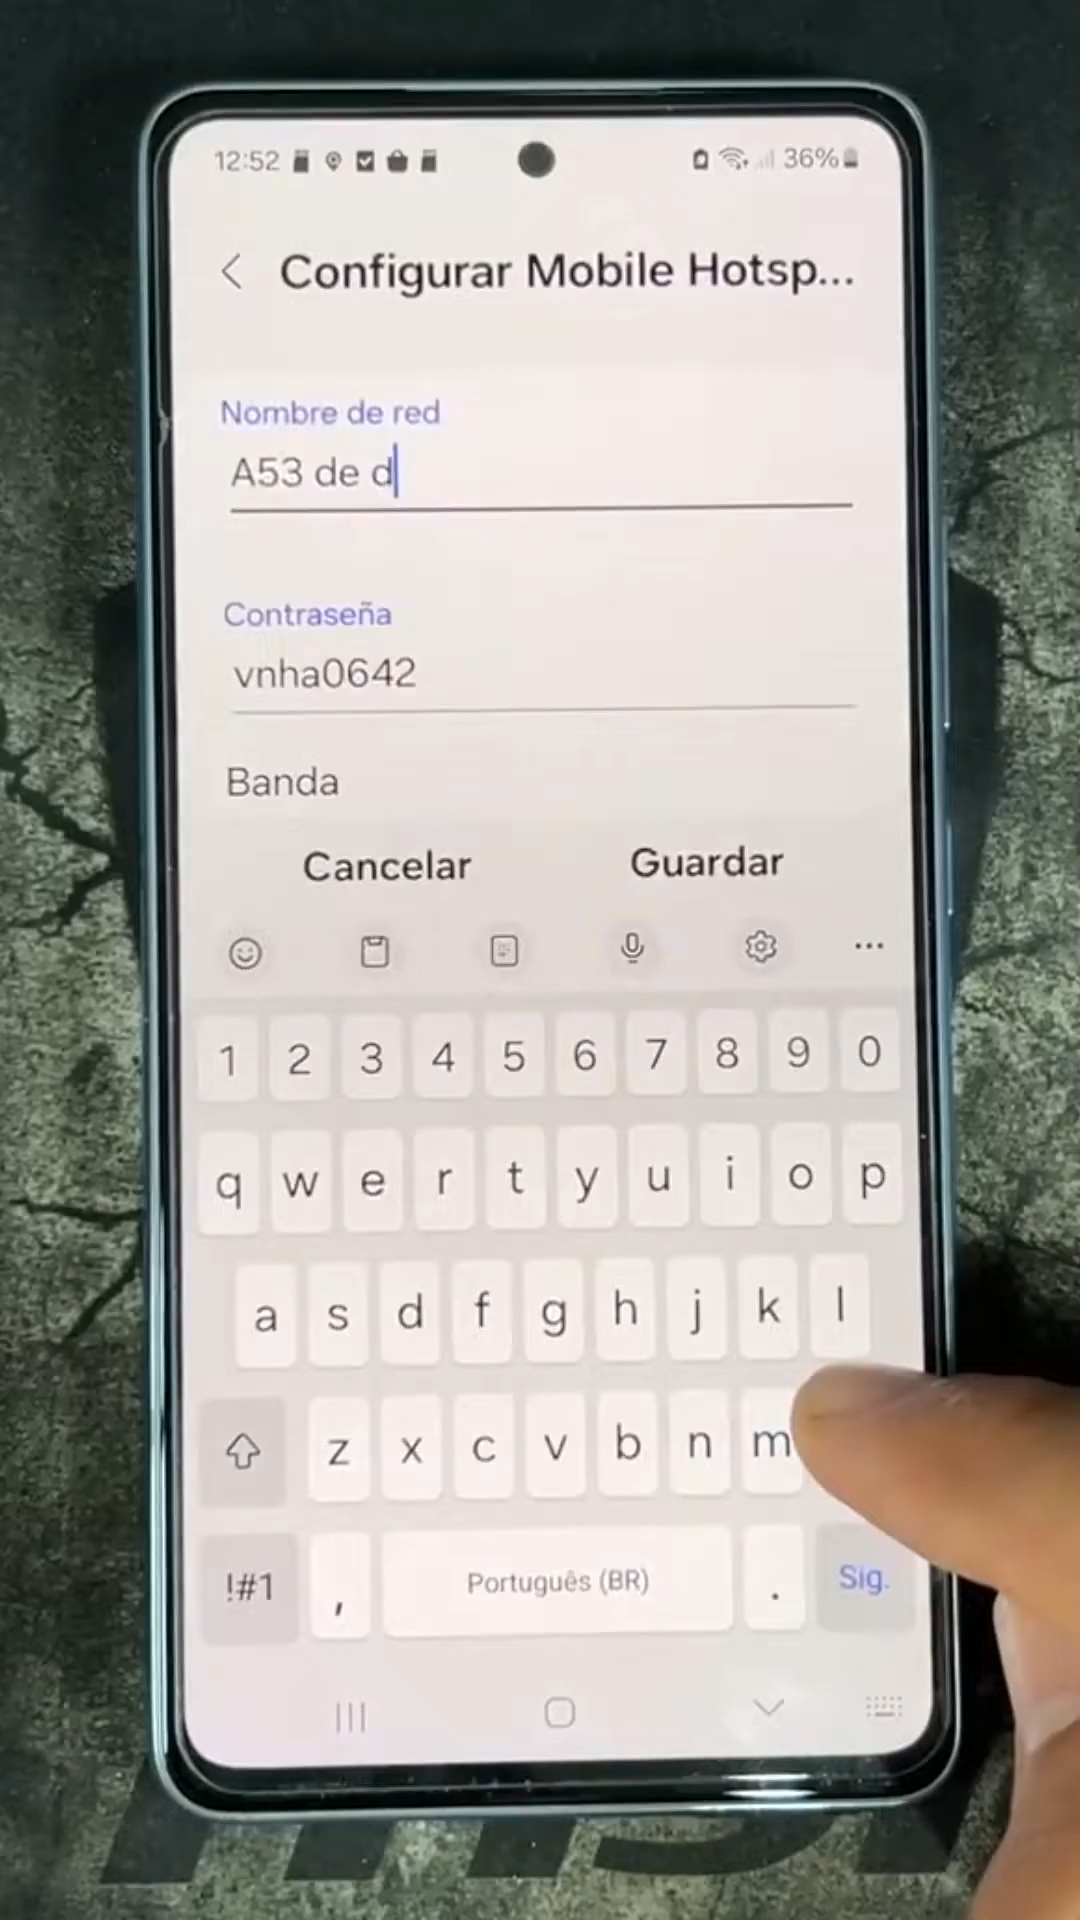 12:52 36%
Configurar Mobile Hotsp...
Nombre de red
A53 de d
Contraseña
vnha0642
Banda
Cancelar Guardar
1 2 3 4 5 6 7 8 9 0
q w e r t y u i o p
a s d f g h j k l
z x c v b n m
!#1 , Português (BR) . Sig.